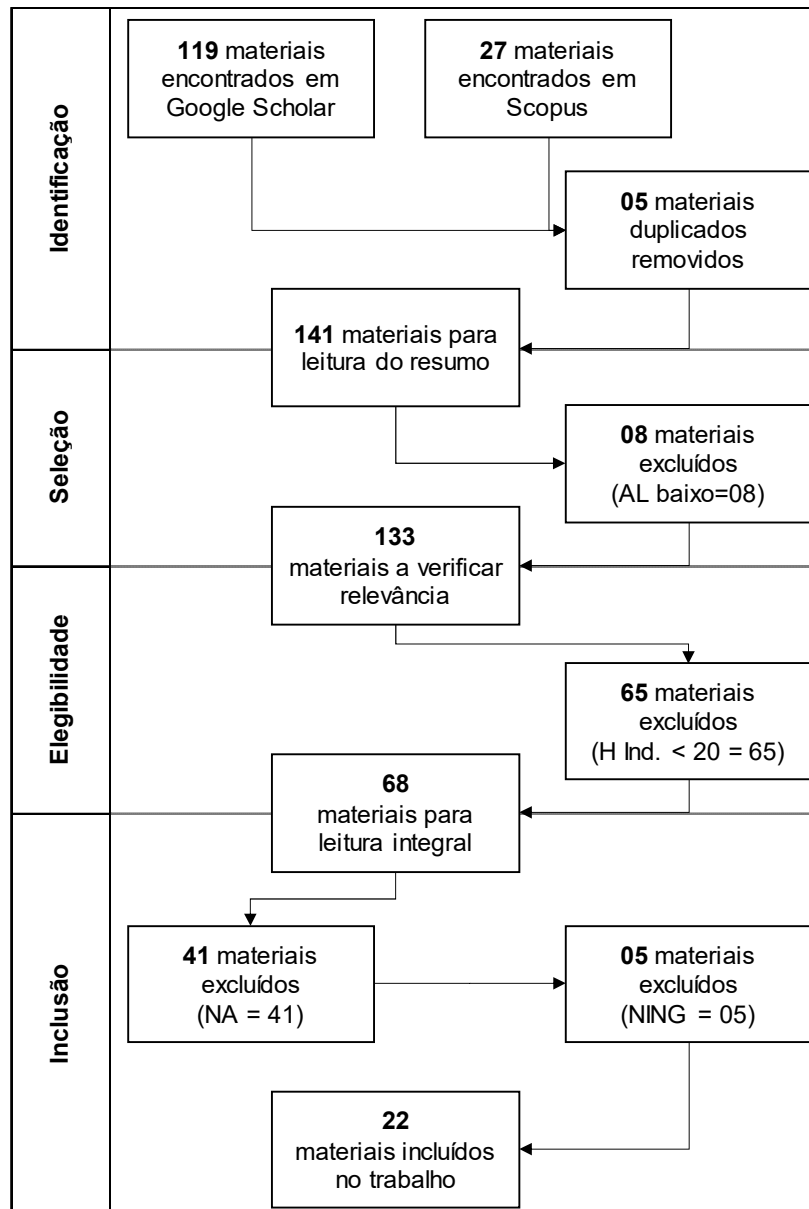 Identificação
119 materiais
encontrados em
Google Scholar
27 materiais
encontrados em
Scopus
05 materiais
duplicados
removidos
141 materiais para
leitura do resumo
Seleção
08 materiais
excluídos
(AL baixo=08)
133
materiais a verificar
relevância
Elegibilidade
65 materiais
excluídos
(H Ind. < 20 = 65)
68
materiais para
leitura integral
Inclusão
41 materiais
excluídos
(NA = 41)
05 materiais
excluídos
(NING = 05)
22
materiais incluídos
no trabalho